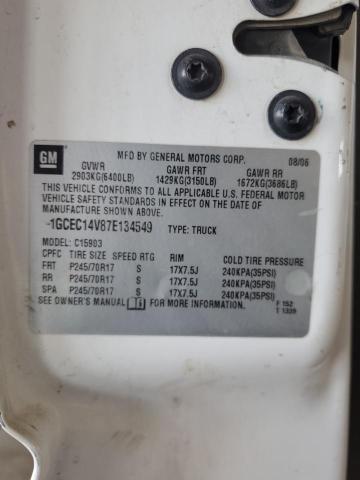 GM
MFD BY GENERAL MOTORS CORP. 08/06
GVWR GAWR FRT GAWR RR
2903KG(6400LB) 1429KG(3150LB) 1672KG(3686LB)
THIS VEHICLE CONFORMS TO ALL APPLICABLE U.S. FEDERAL MOTOR
VEHICLE SAFETY STANDARDS IN EFFECT ON THE DATE OF
MANUFACTURE SHOWN ABOVE.
1GCEC14V87E134549 TYPE: TRUCK
MODEL: C15903
CPFC TIRE SIZE SPEED RTG RIM COLD TIRE PRESSURE
FRT P245/70R17 S 17X7.5J 240KPA(35PSI)
RR P245/70R17 S 17X7.5J 240KPA(35PSI)
SPA P245/70R17 S 17X7.5J 240KPA(35PSI)
SEE OWNER'S MANUAL FOR MORE INFORMATION.
F 152
T 1339